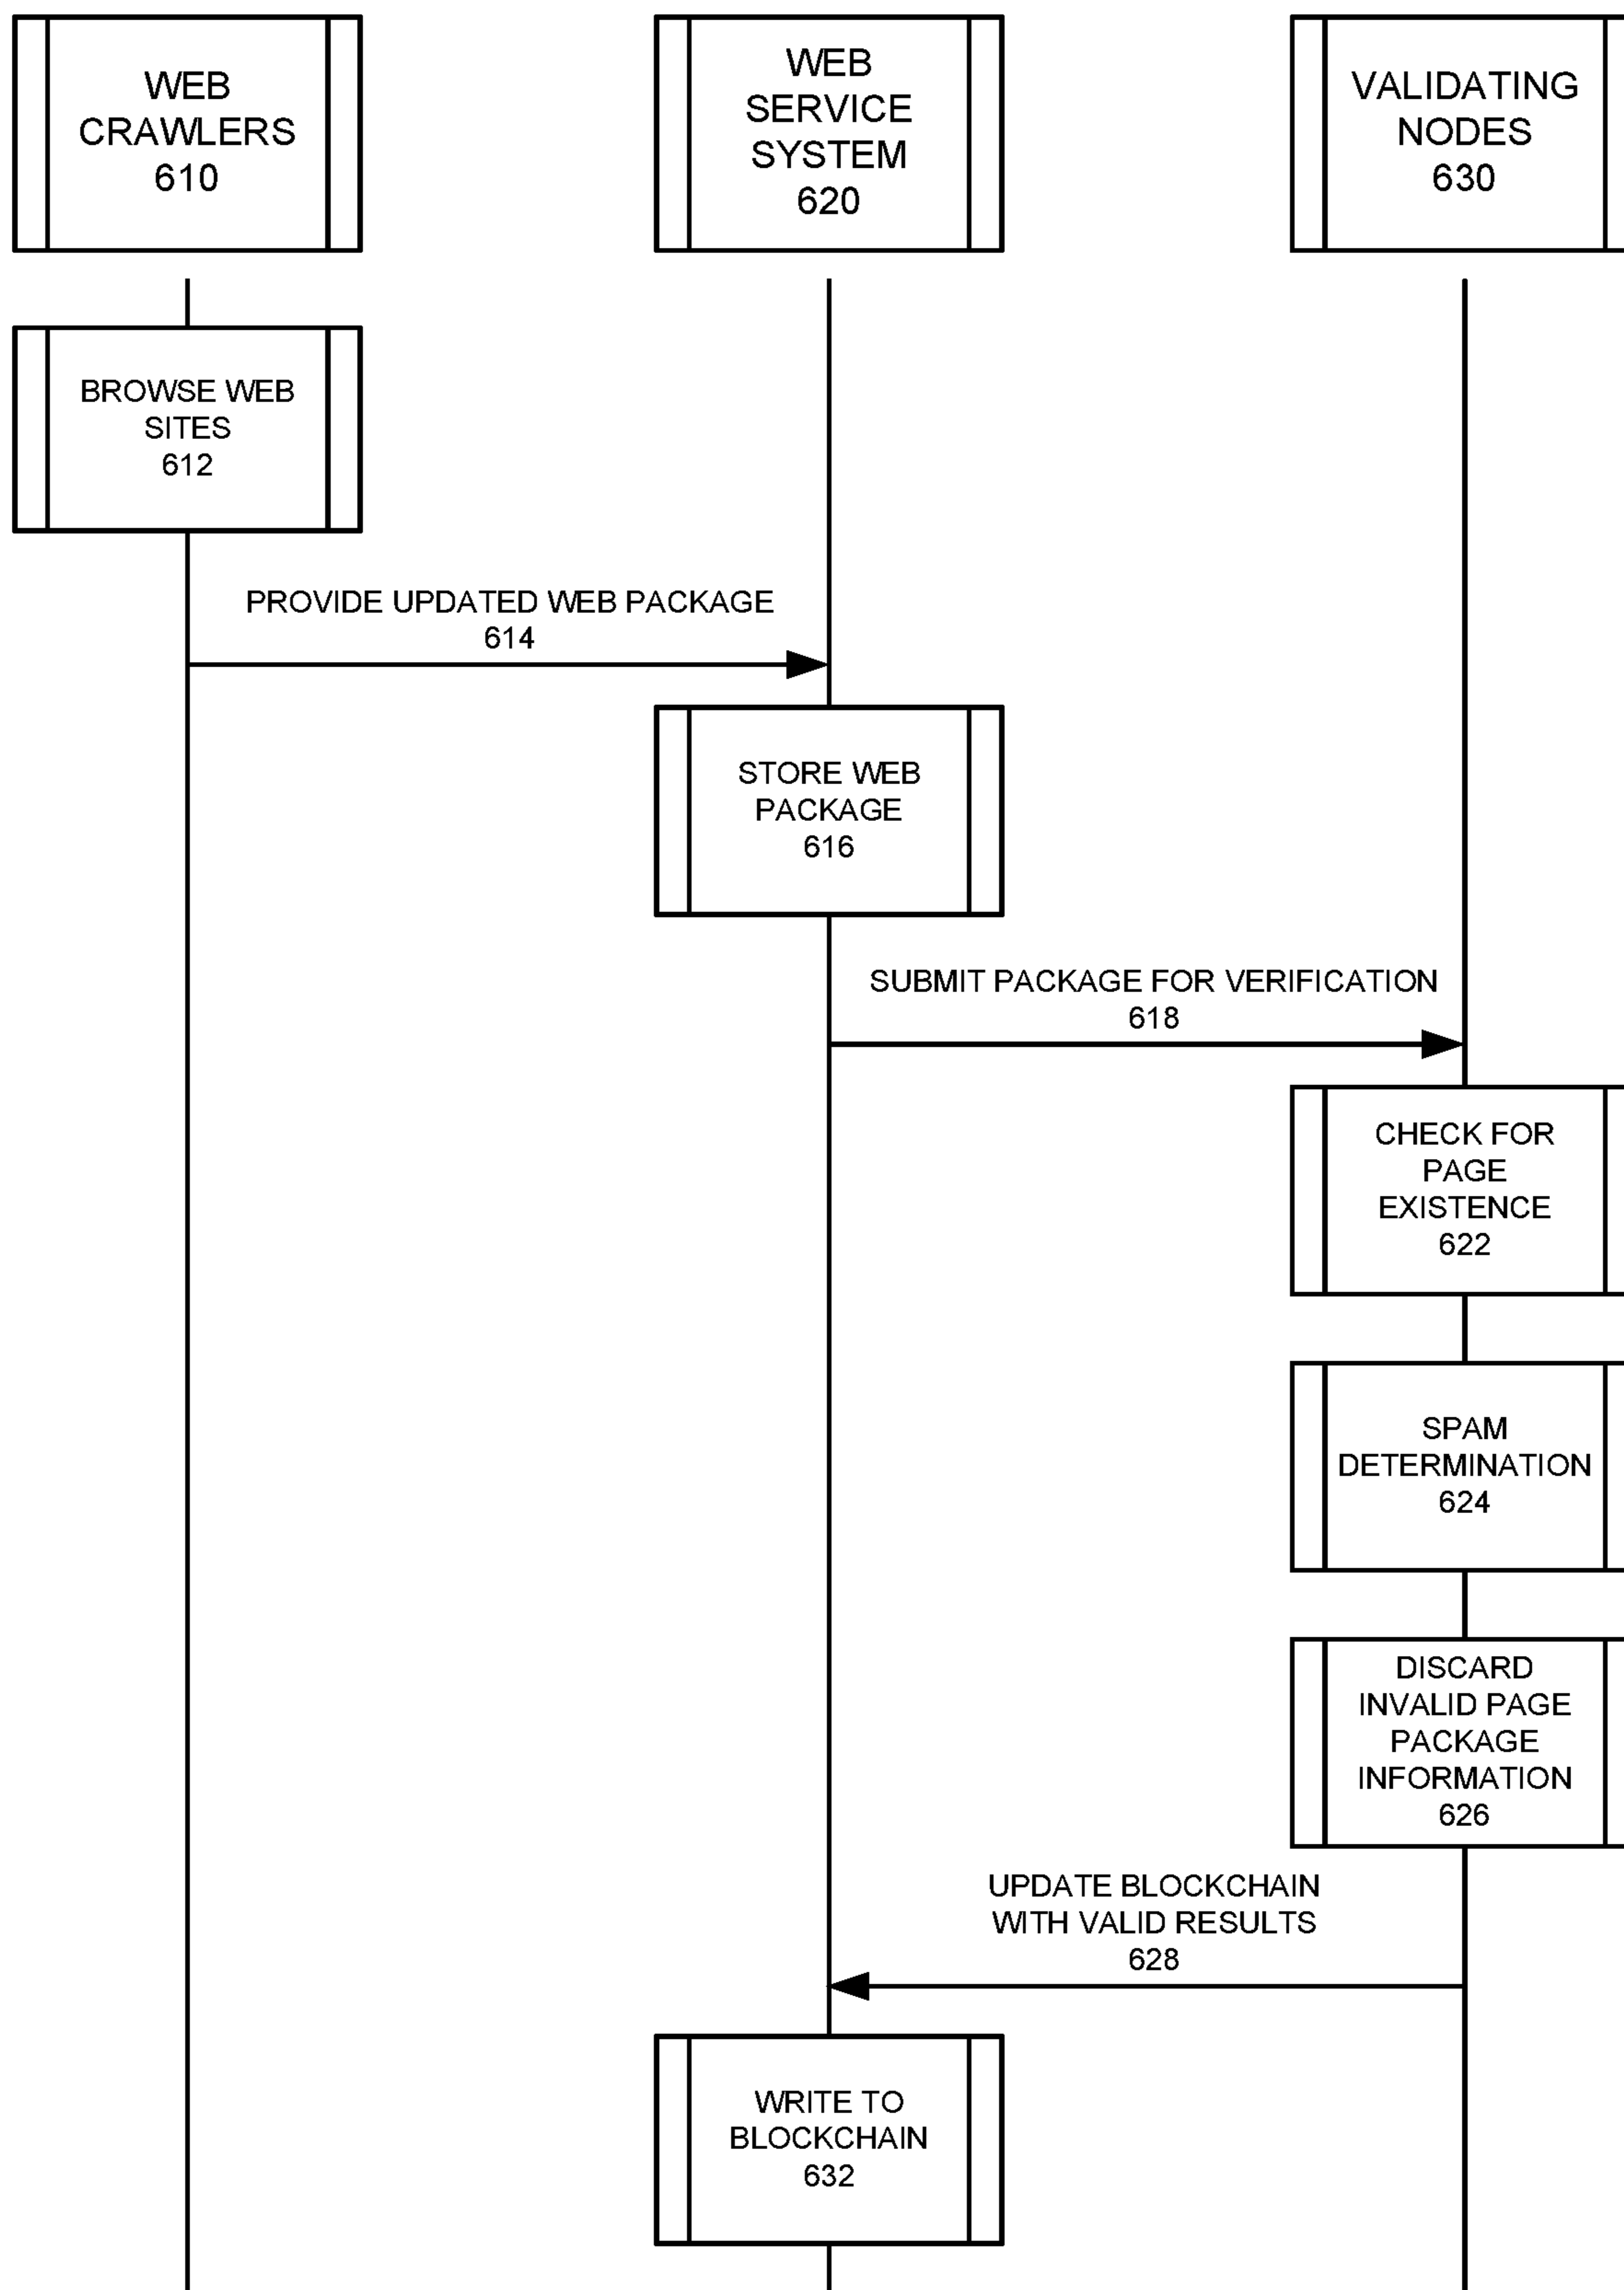 WEB
CRAWLERS
610
WEB
SERVICE
SYSTEM
620
VALIDATING
NODES
630
BROWSE WEB
SITES
612
PROVIDE UPDATED WEB PACKAGE
614
STORE WEB
PACKAGE
616
SUBMIT PACKAGE FOR VERIFICATION
618
CHECK FOR
PAGE
EXISTENCE
622
SPAM
DETERMINATION
624
DISCARD
INVALID PAGE
PACKAGE
INFORMATION
626
UPDATE BLOCKCHAIN
WITH VALID RESULTS
628
WRITE TO
BLOCKCHAIN
632